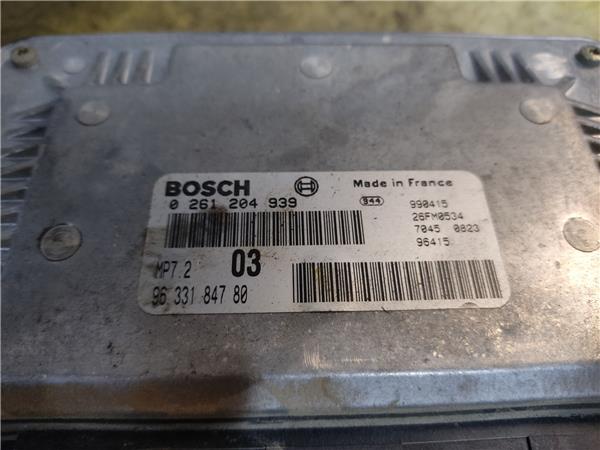 BOSCH Made in France
0 261 204 939 944 990415
26FM0534
7045 0823
96415
MP7.2 03
96 331 847 80